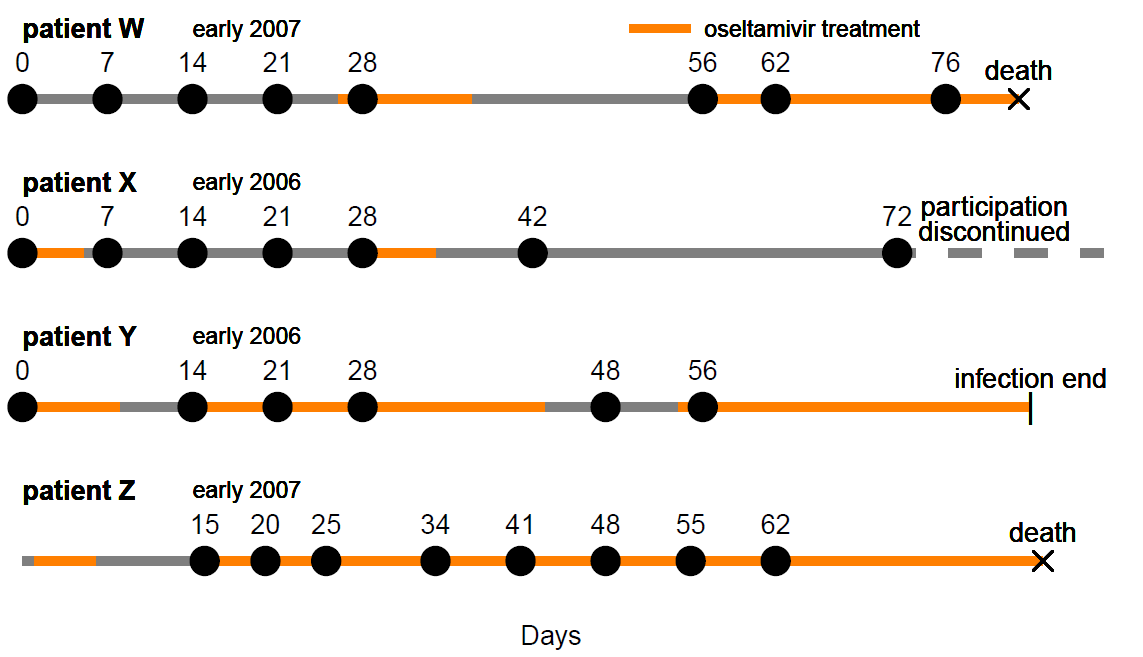 patient W early 2007 oseltamivir treatment
0 7 14 21 28 56 62 76 death
patient X early 2006
0 7 14 21 28 42 72 participation
discontinued
patient Y early 2006
0 14 21 28 48 56 infection end
patient Z early 2007
15 20 25 34 41 48 55 62 death
Days